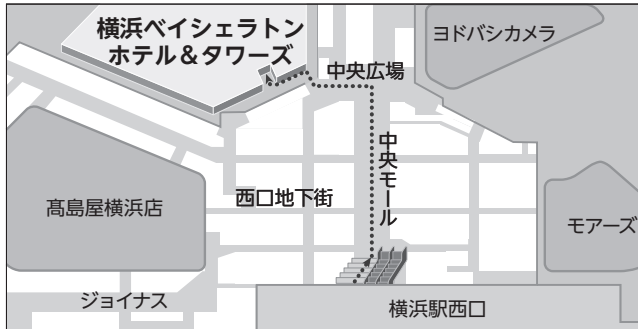 横浜ベイシェラトン
ホテル&タワーズ
ヨドバシカメラ
中央広場
中央モール
西口地下街
髙島屋横浜店
モアーズ
ジョイナス
横浜駅西口